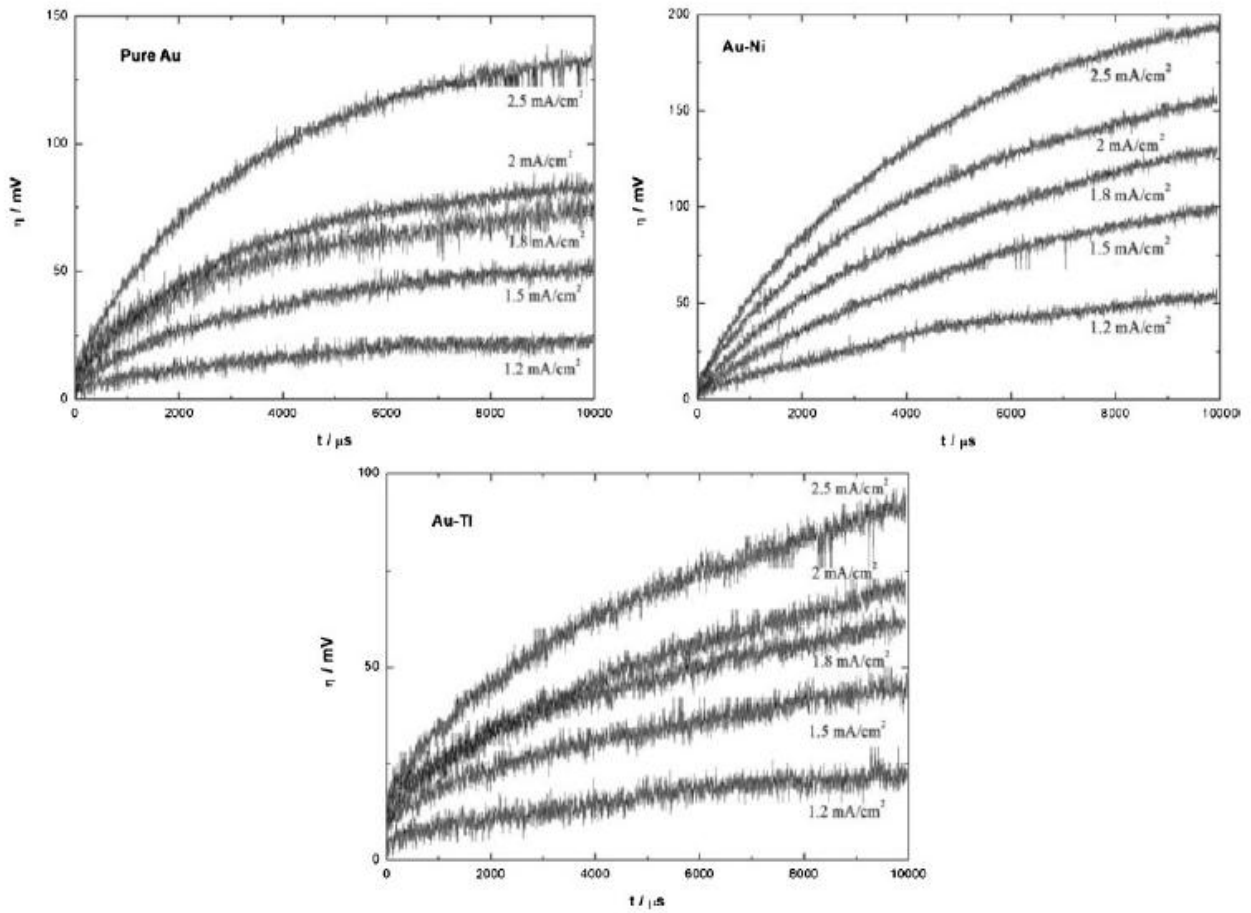 150
100
50
0
η / mV
Pure Au
2.5 mA/cm²
2 mA/cm²
1.8 mA/cm²
1.5 mA/cm²
1.2 mA/cm²
0 2000 4000 6000 8000 10000
t / μs
200
150
100
50
0
η / mV
Au-Ni
2.5 mA/cm²
2 mA/cm²
1.8 mA/cm²
1.5 mA/cm²
1.2 mA/cm²
0 2000 4000 6000 8000 10000
t / μs
100
50
0
η / mV
Au-Tl
2.5 mA/cm²
2 mA/cm²
1.8 mA/cm²
1.5 mA/cm²
1.2 mA/cm²
0 2000 4000 6000 8000 10000
t / μs